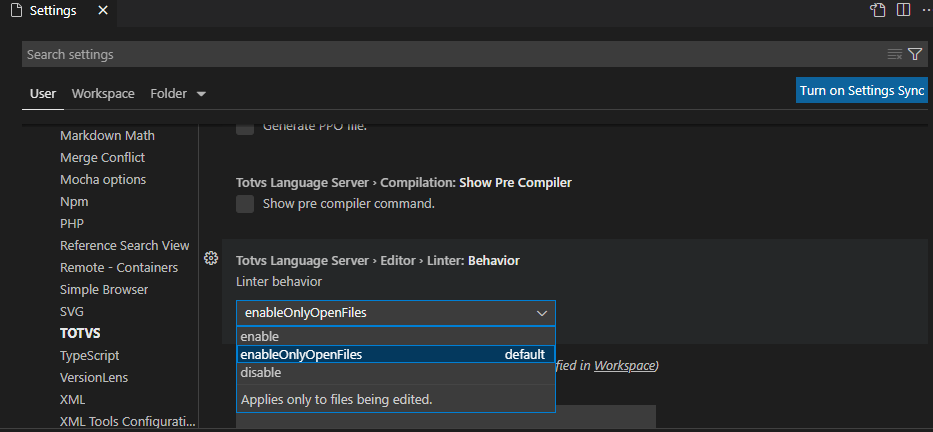 Settings
Search settings
User
Workspace
Folder
Turn on Settings Sync
Markdown Math
Merge Conflict
Mocha options
Npm
PHP
Reference Search View
Remote - Containers
Simple Browser
SVG
TOTVS
TypeScript
VersionLens
XML
XML Tools Configurati...
Generate PPO file.
Totvs Language Server › Compilation: Show Pre Compiler
Show pre compiler command.
Totvs Language Server › Editor › Linter: Behavior
Linter behavior
enableOnlyOpenFiles
enable
enableOnlyOpenFiles default
disable
Applies only to files being edited.
fied in Workspace)